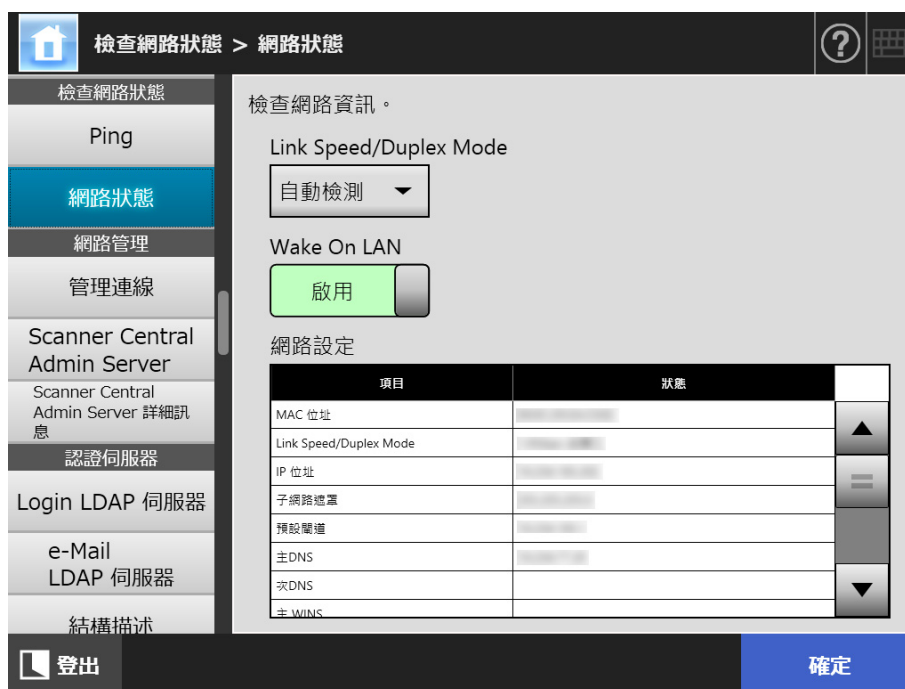 檢查網路狀態 > 網路狀態
?
檢查網路狀態
Ping
網路狀態
網路管理
管理連線
Scanner Central
Admin Server
Scanner Central
Admin Server 詳細訊
息
認證伺服器
Login LDAP 伺服器
e-Mail
LDAP 伺服器
結構描述
檢查網路資訊。
Link Speed/Duplex Mode
自動檢測
Wake On LAN
啟用
網路設定
項目 狀態
MAC 位址
Link Speed/Duplex Mode
IP 位址
子網路遮罩
預設閘道
主DNS
次DNS
主 WINS
登出
確定